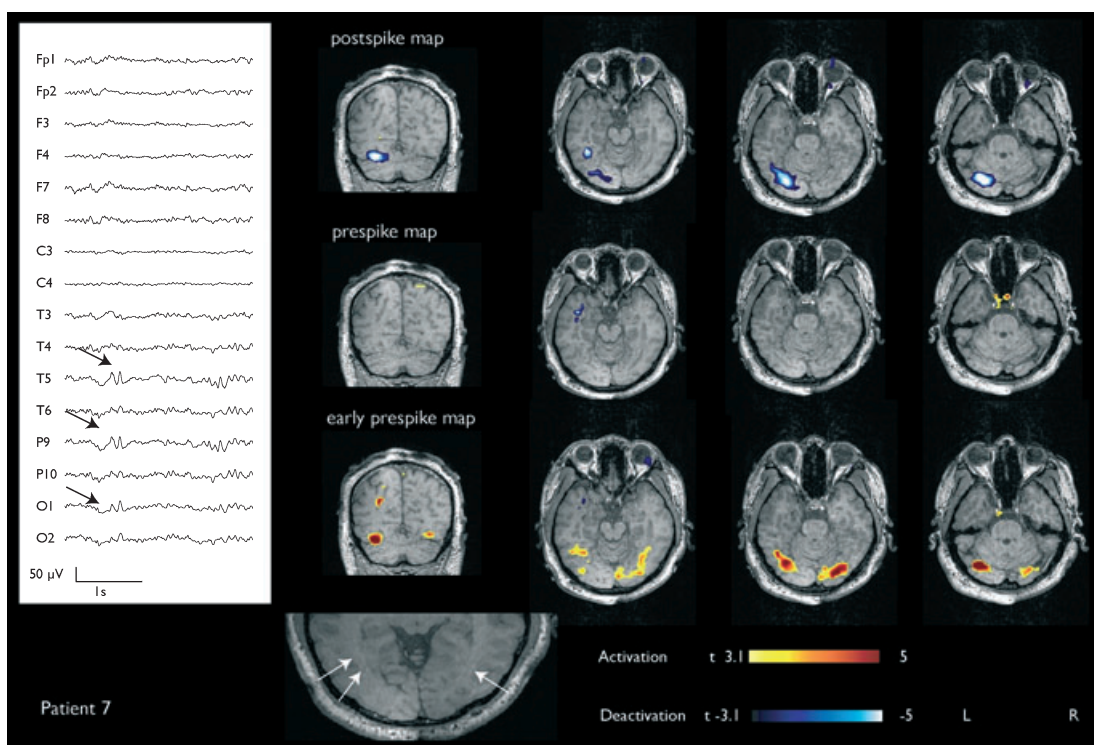 postspike map
Fp1
Fp2
F3
F4
F7
F8
prespike map
C3
C4
T3
T4
T5
T6
early prespike map
P9
P10
O1
O2
50 µV
1s
Activation t 3.1 5
Patient 7
Deactivation t -3.1 -5 L R